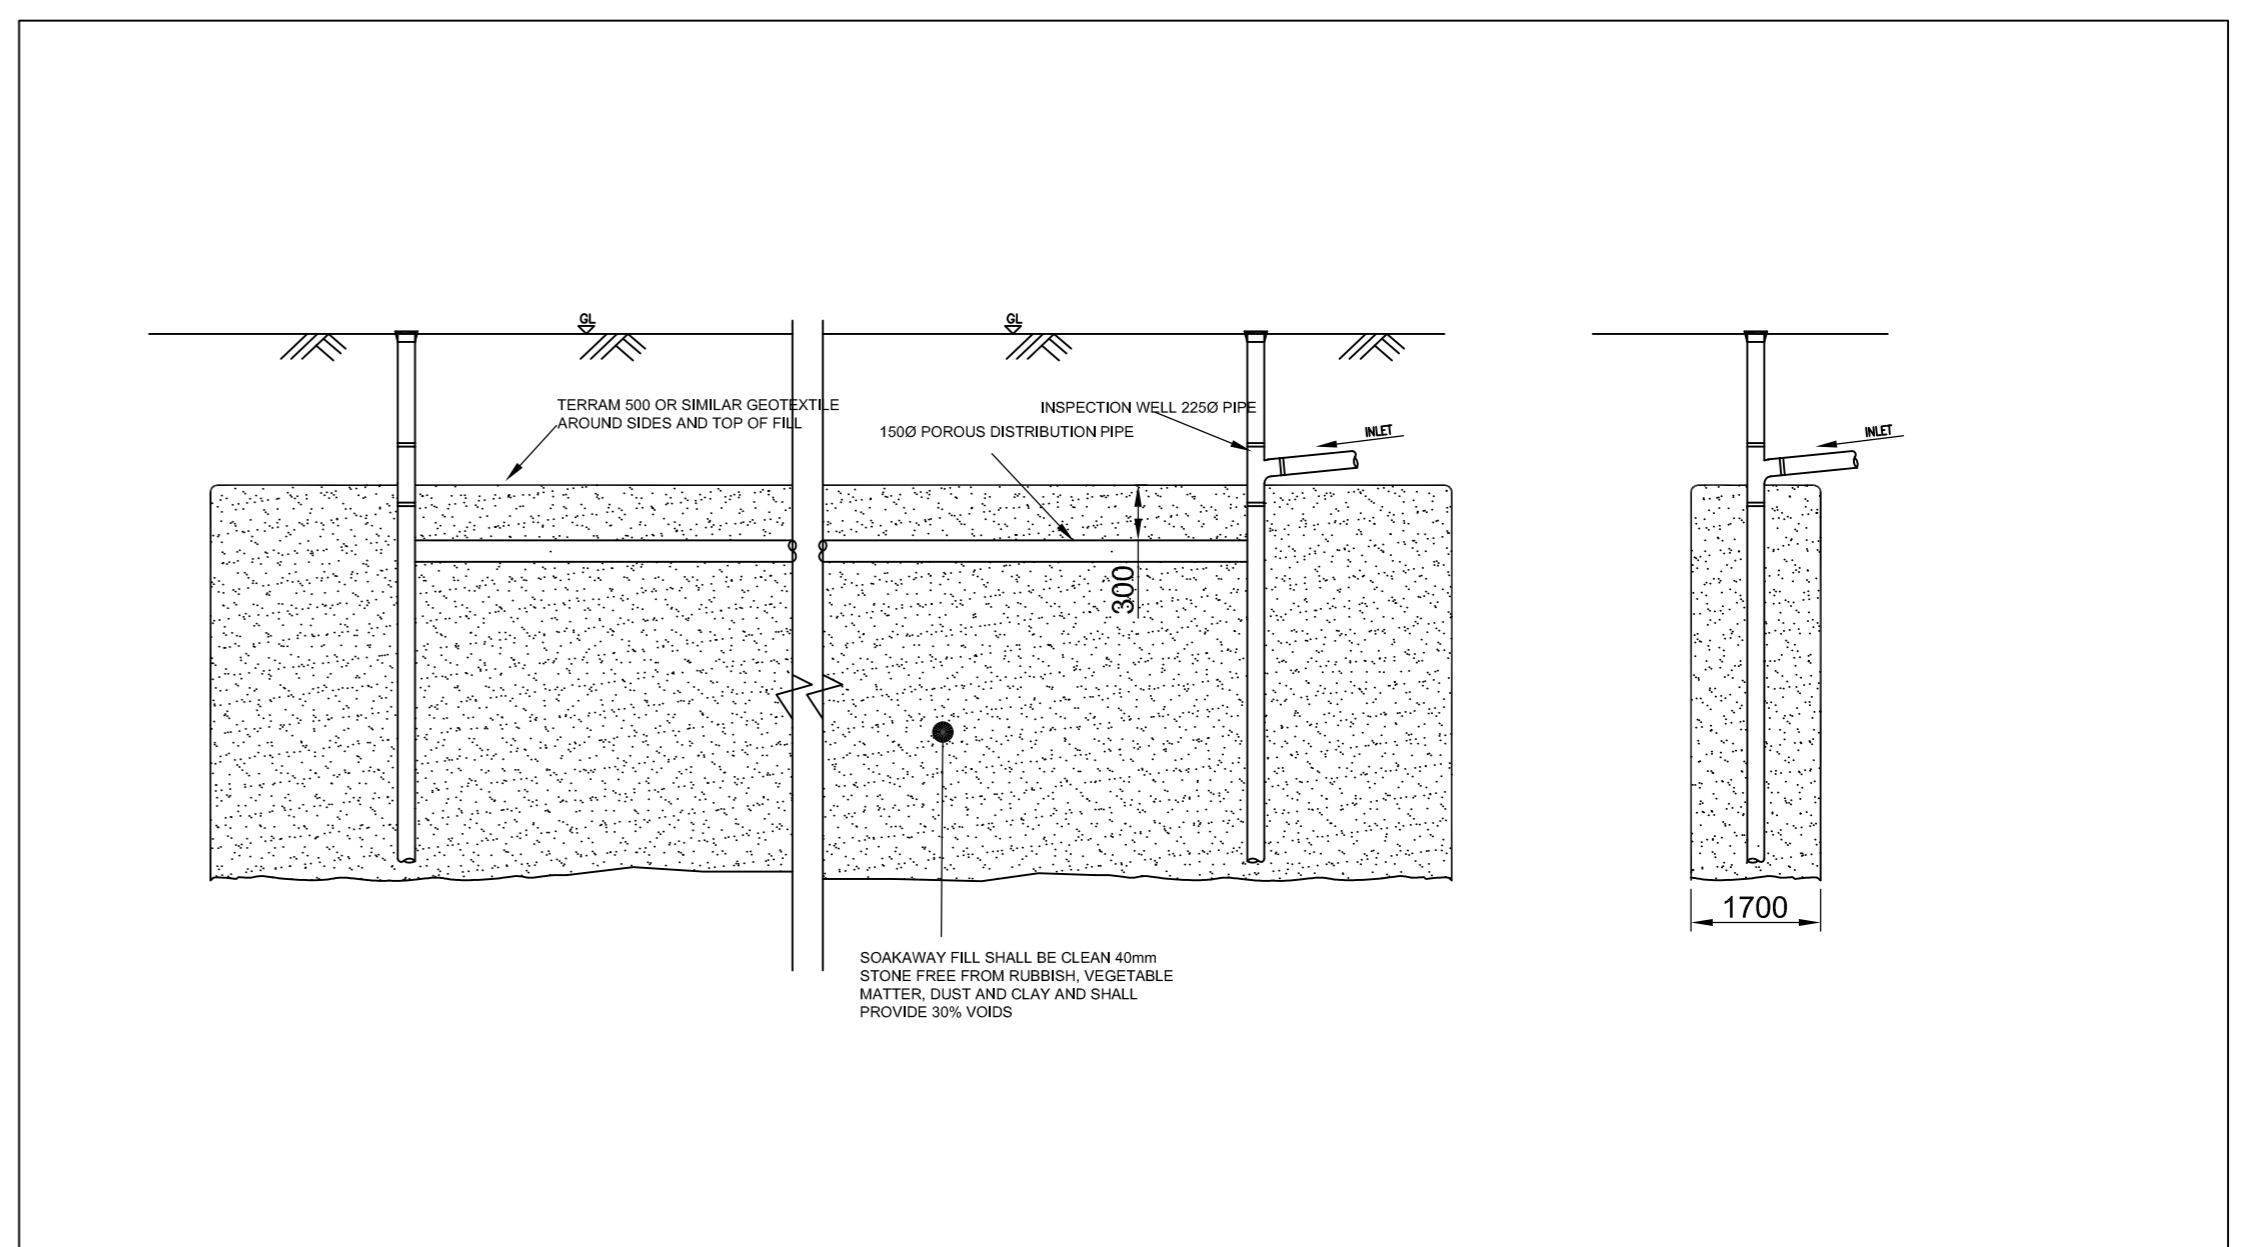 GL
GL
TERRAM 500 OR SIMILAR GEOTEXTILE
AROUND SIDES AND TOP OF FILL
INSPECTION WELL 225Ø PIPE
150Ø POROUS DISTRIBUTION PIPE
INLET
INLET
300
1700
SOAKAWAY FILL SHALL BE CLEAN 40mm
STONE FREE FROM RUBBISH, VEGETABLE
MATTER, DUST AND CLAY AND SHALL
PROVIDE 30% VOIDS